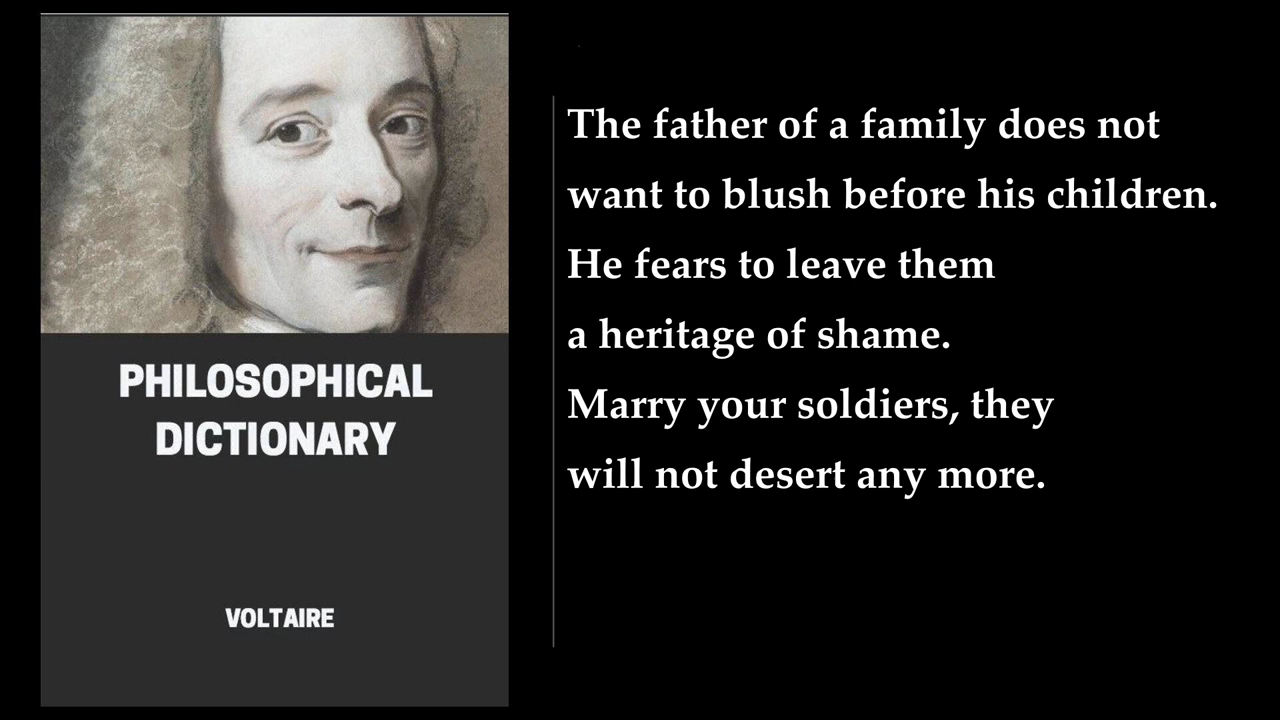 PHILOSOPHICAL
DICTIONARY
VOLTAIRE
The father of a family does not
want to blush before his children.
He fears to leave them
a heritage of shame.
Marry your soldiers, they
will not desert any more.